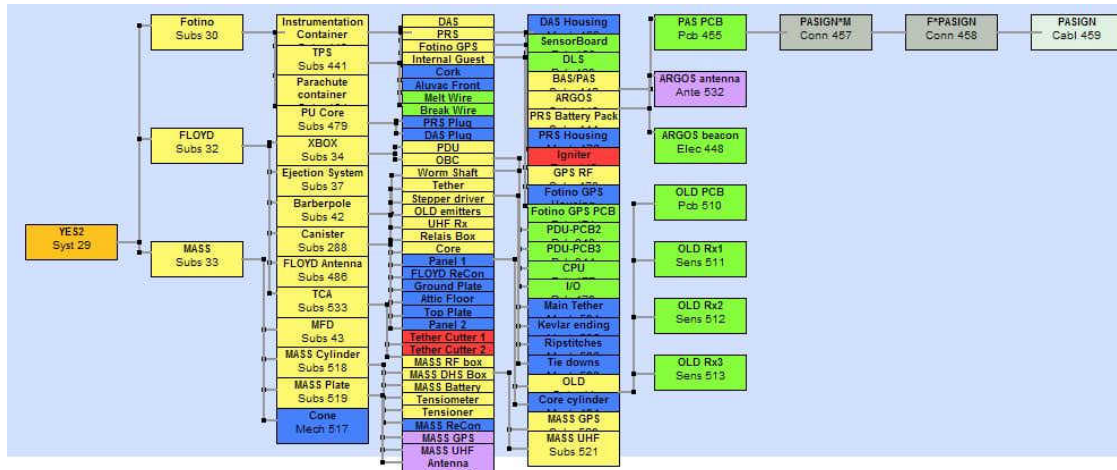 YES2
Syst 29
Fotino
Subs 30
FLOYD
Subs 32
MASS
Subs 33
Instrumentation
Container
TPS
Subs 441
Parachute
container
PU Core
Subs 479
XBOX
Subs 34
Ejection System
Subs 37
Barberpole
Subs 42
Canister
Subs 288
FLOYD Antenna
Subs 486
TCA
Subs 533
MFD
Subs 43
MASS Cylinder
Subs 518
MASS Plate
Subs 519
Cone
Mech 517
DAS
PRS
Fotino GPS
Internal Guest
Cork
Aluvac Front
Melt Wire
Break Wire
PRS Plug
DAS Plug
PDU
OBC
Worm Shaft
Tether
Stepper driver
OLD emitters
UHF Rx
Relais Box
Core
Panel 1
FLOYD ReCon
Ground Plate
Attic Floor
Top Plate
Panel 2
Tether Cutter 1
Tether Cutter 2
MASS RF box
MASS DHS Box
MASS Battery
Tensiometer
Tensioner
MASS ReCon
MASS GPS
MASS UHF
Antenna
DAS Housing
SensorBoard
DLS
BAS/PAS
ARGOS
PRS Battery Pack
PRS Housing
Igniter
GPS RF
Fotino GPS
Fotino GPS PCB
PDU-PCB2
PDU-PCB3
CPU
I/O
Main Tether
Kevlar ending
Ripstitches
Tie downs
OLD
Core cylinder
MASS GPS
MASS UHF
Subs 521
PAS PCB
Pcb 455
ARGOS antenna
Ante 532
ARGOS beacon
Elec 448
OLD PCB
Pcb 510
OLD Rx1
Sens 511
OLD Rx2
Sens 512
OLD Rx3
Sens 513
PASIGN*M
Conn 457
F*PASIGN
Conn 458
PASIGN
Cabl 459